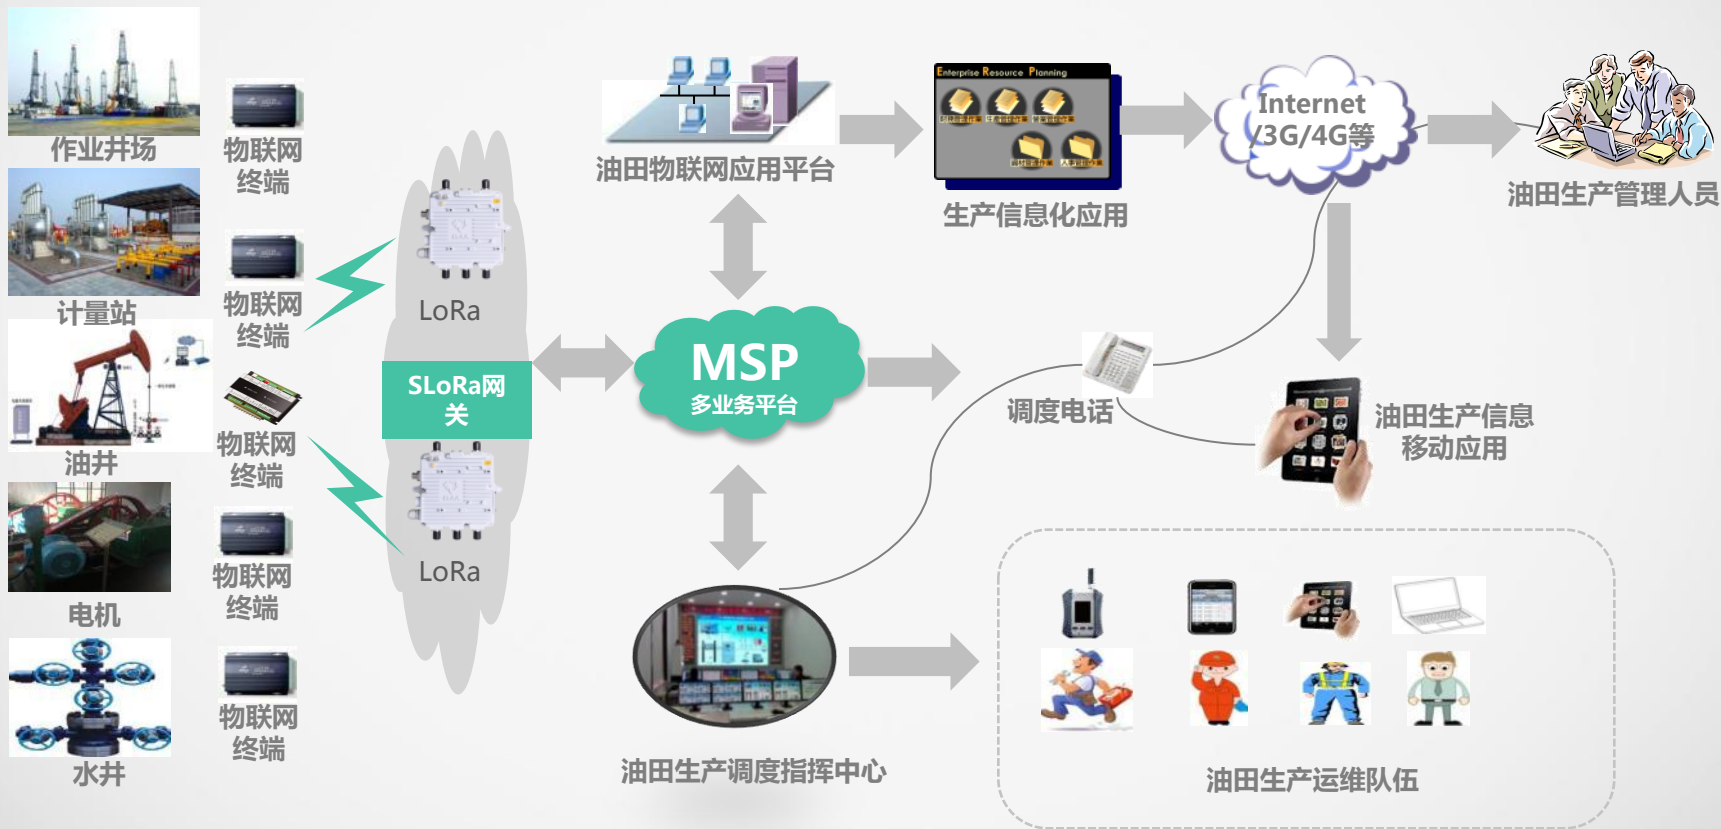 作业井场
物联网
终端
计量站
物联网
终端
油井
物联网
终端
电机
物联网
终端
水井
物联网
终端
LoRa
SLoRa网
关
LoRa
油田物联网应用平台
MSP
多业务平台
油田生产调度指挥中心
Enterprise Resource Planning
生产信息化应用
Internet
/3G/4G等
油田生产管理人员
调度电话
油田生产信息
移动应用
油田生产运维队伍